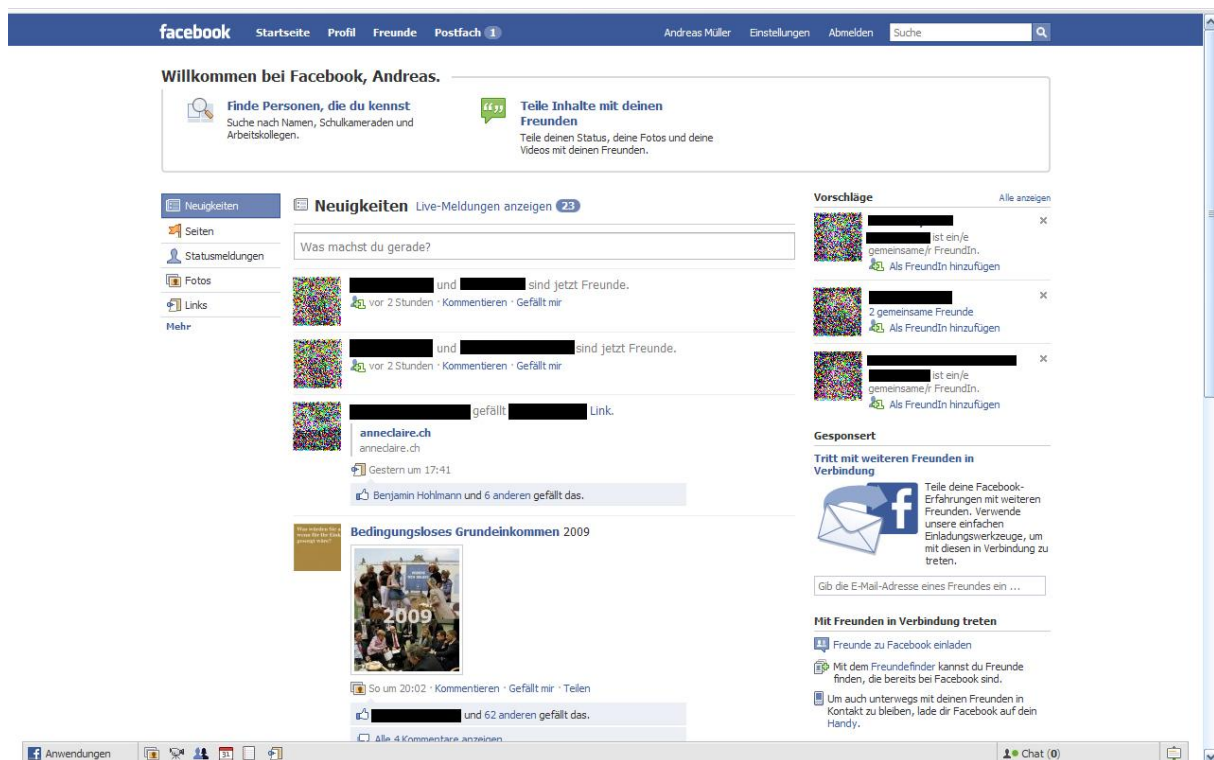 facebook Startseite Profil Freunde Postfach 1 Andreas Müller Einstellungen Abmelden Suche
Willkommen bei Facebook, Andreas.
Finde Personen, die du kennst
Suche nach Namen, Schulkameraden und
Arbeitskollegen.
Teile Inhalte mit deinen
Freunden
Teile deinen Status, deine Fotos und deine
Videos mit deinen Freunden.
Neuigkeiten
Seiten
Statusmeldungen
Fotos
Links
Mehr
Neuigkeiten Live-Meldungen anzeigen 23
Was machst du gerade?
und sind jetzt Freunde.
vor 2 Stunden · Kommentieren · Gefällt mir
und sind jetzt Freunde.
vor 2 Stunden · Kommentieren · Gefällt mir
gefällt Link.
anneclaire.ch
anneclaire.ch
Gestern um 17:41
Benjamin Hohlmann und 6 anderen gefällt das.
Bedingungsloses Grundeinkommen 2009
2009
So um 20:02 · Kommentieren · Gefällt mir · Teilen
und 62 anderen gefällt das.
Alle 4 Kommentare anzeigen
Vorschläge Alle anzeigen
ist ein/e
gemeinsame/r FreundIn.
Als FreundIn hinzufügen
2 gemeinsame Freunde
Als FreundIn hinzufügen
ist ein/e
gemeinsame/r FreundIn.
Als FreundIn hinzufügen
Gesponsert
Tritt mit weiteren Freunden in
Verbindung
Teile deine Facebook-
Erfahrungen mit weiteren
Freunden. Verwende
unsere einfachen
Einladungswerkzeuge, um
mit diesen in Verbindung zu
treten.
Gib die E-Mail-Adresse eines Freundes ein ...
Mit Freunden in Verbindung treten
Freunde zu Facebook einladen
Mit dem Freundefinder kannst du Freunde
finden, die bereits bei Facebook sind.
Um auch unterwegs mit deinen Freunden in
Kontakt zu bleiben, lade dir Facebook auf dein
Handy.
Anwendungen 31 Chat (0)